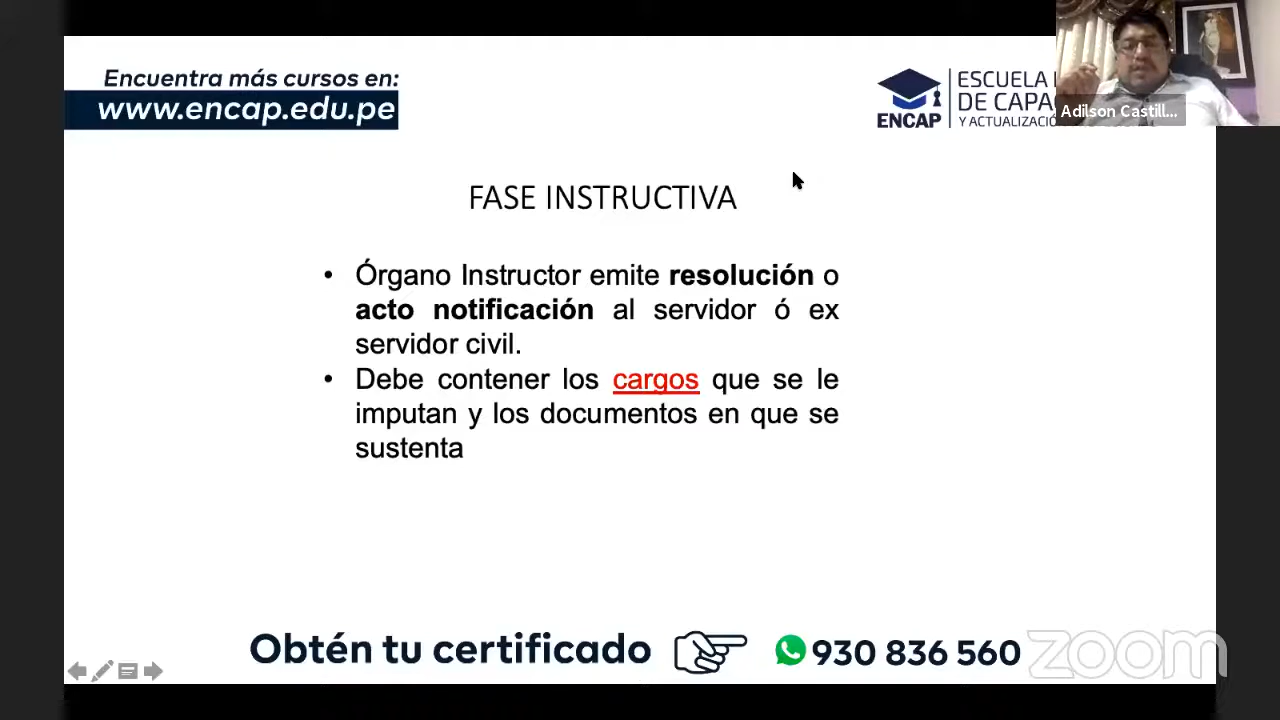 Encuentra más cursos en:
www.encap.edu.pe
ENCAP
ESCUELA
DE CAPA
Y ACTUALIZACIÓ
Adilson Castill...
FASE INSTRUCTIVA
• Órgano Instructor emite resolución o
acto notificación al servidor ó ex
servidor civil.
• Debe contener los cargos que se le
imputan y los documentos en que se
sustenta
Obtén tu certificado
930 836 560
zoom